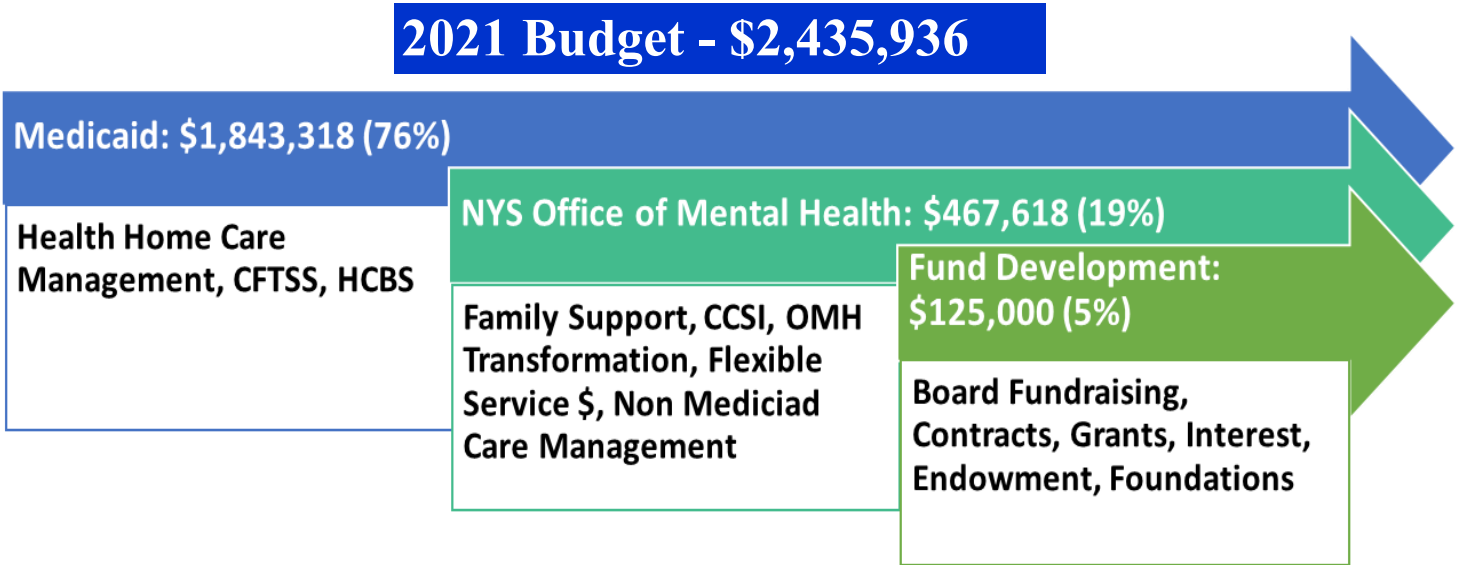 2021 Budget - $2,435,936
Medicaid: $1,843,318 (76%)
Health Home Care
Management, CFTSS, HCBS
NYS Office of Mental Health: $467,618 (19%)
Family Support, CCSI, OMH
Transformation, Flexible
Service $, Non Mediciad
Care Management
Fund Development:
$125,000 (5%)
Board Fundraising,
Contracts, Grants, Interest,
Endowment, Foundations